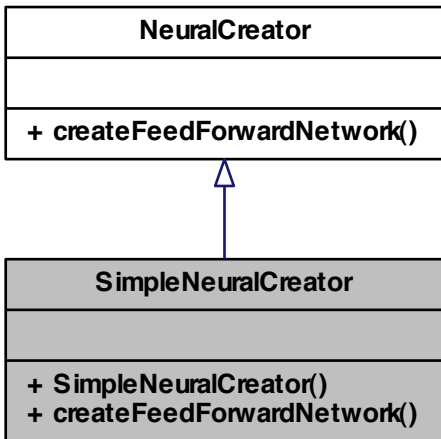 NeuralCreator
+ createFeedForwardNetwork()
SimpleNeuralCreator
+ SimpleNeuralCreator()
+ createFeedForwardNetwork()